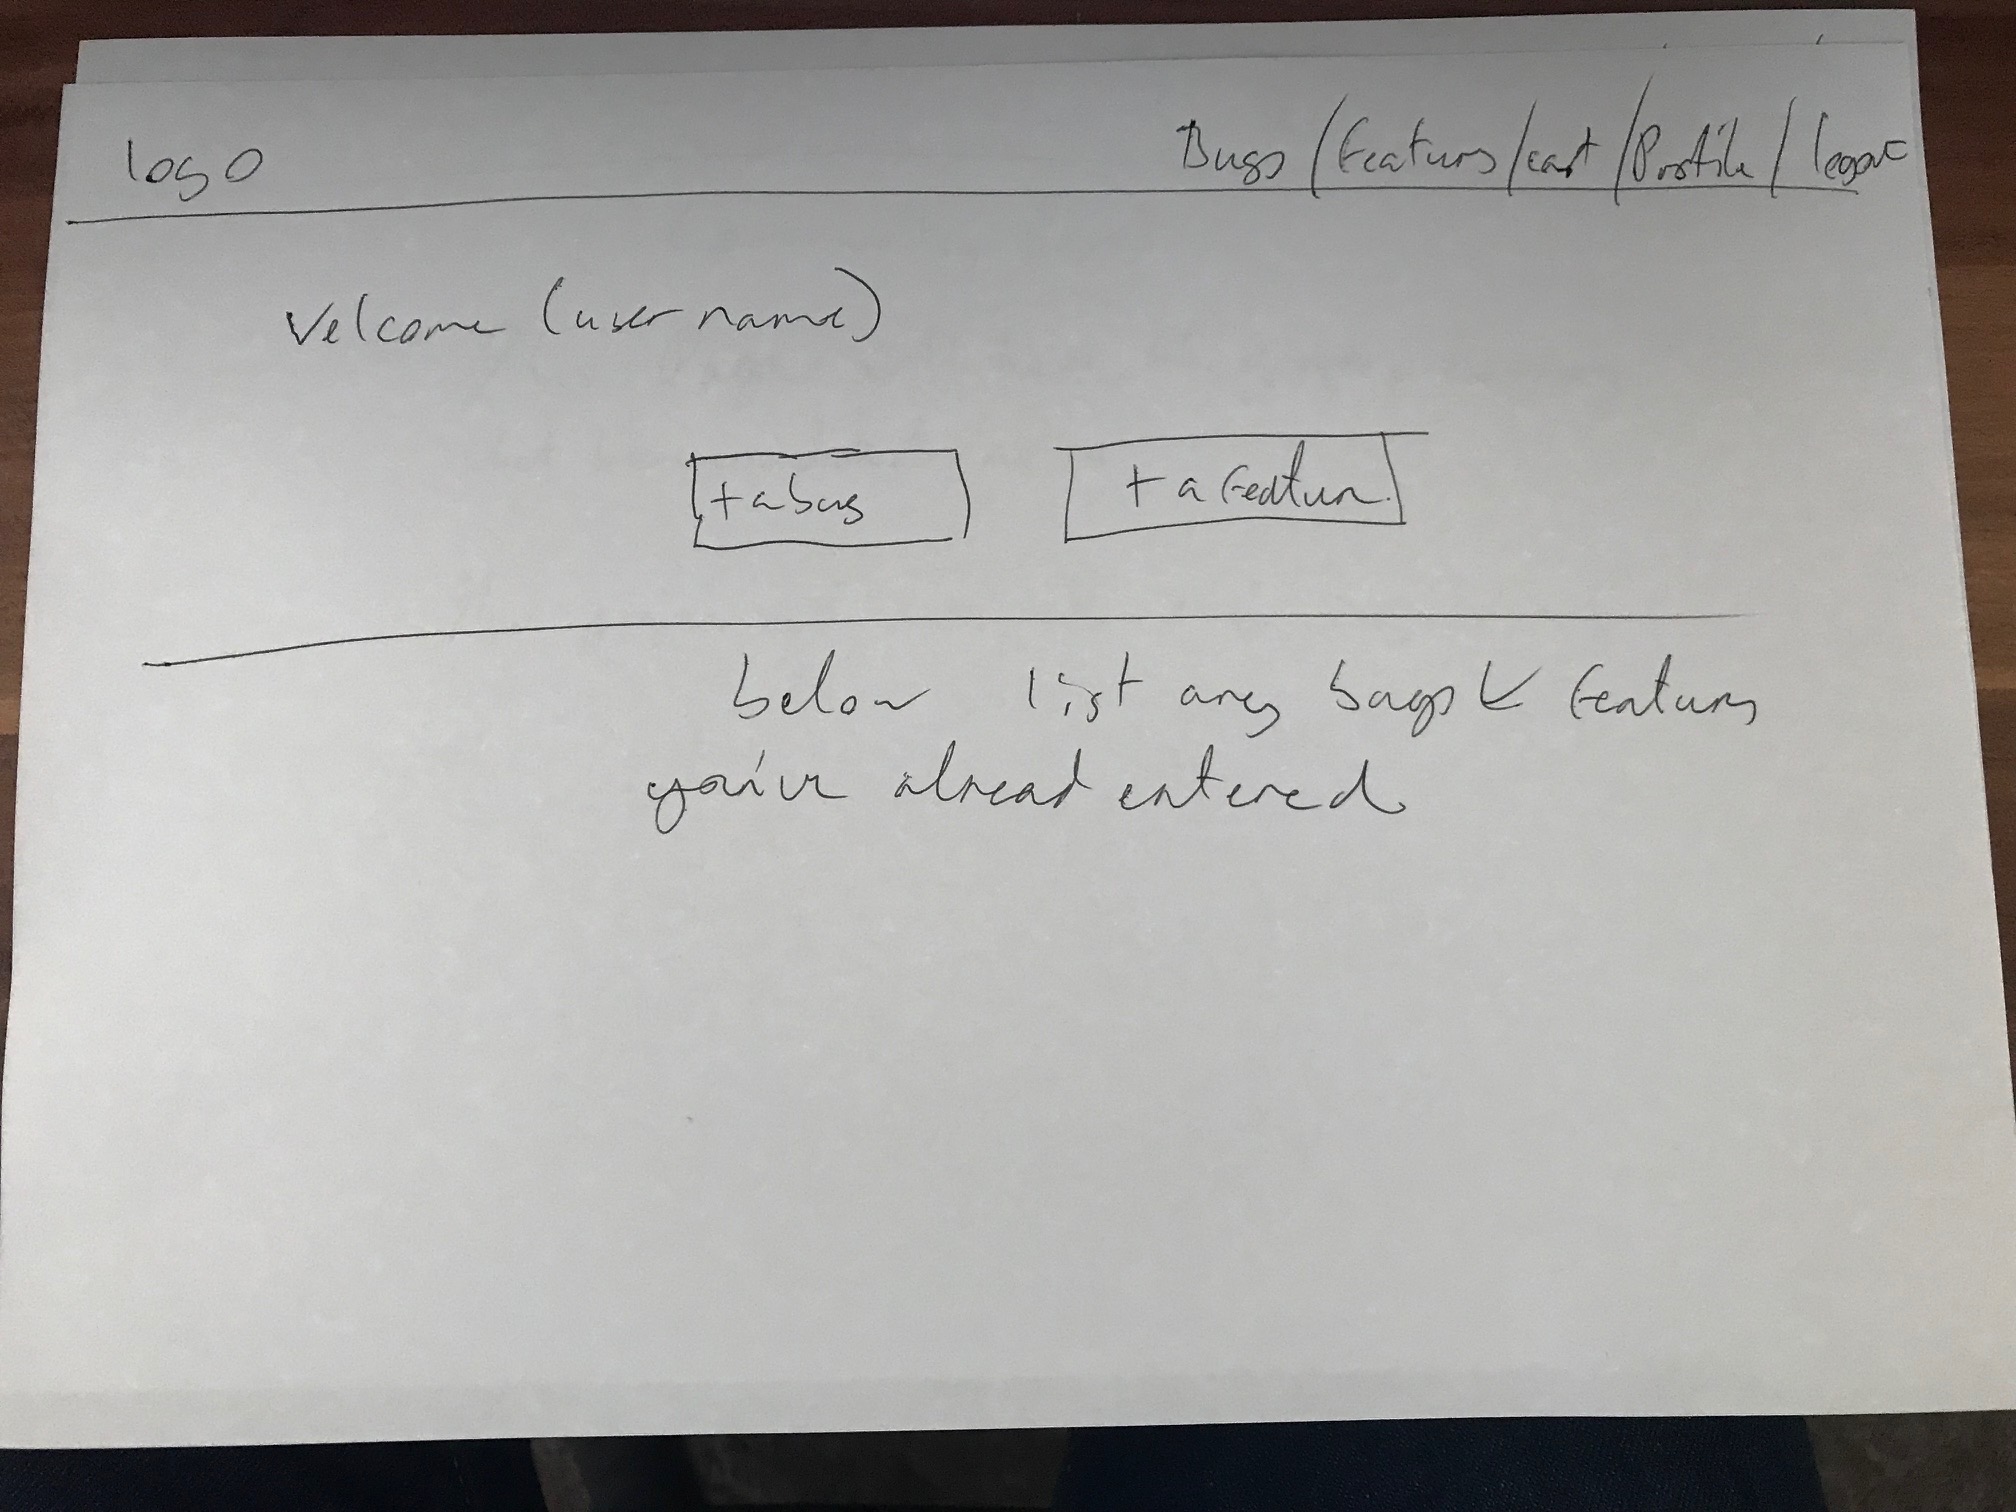 logo
Bugs / Features / cart / Profile / logout
Welcome (user name)
+ a bug
+ a feature
below list any bugs & features
you've alread entered.